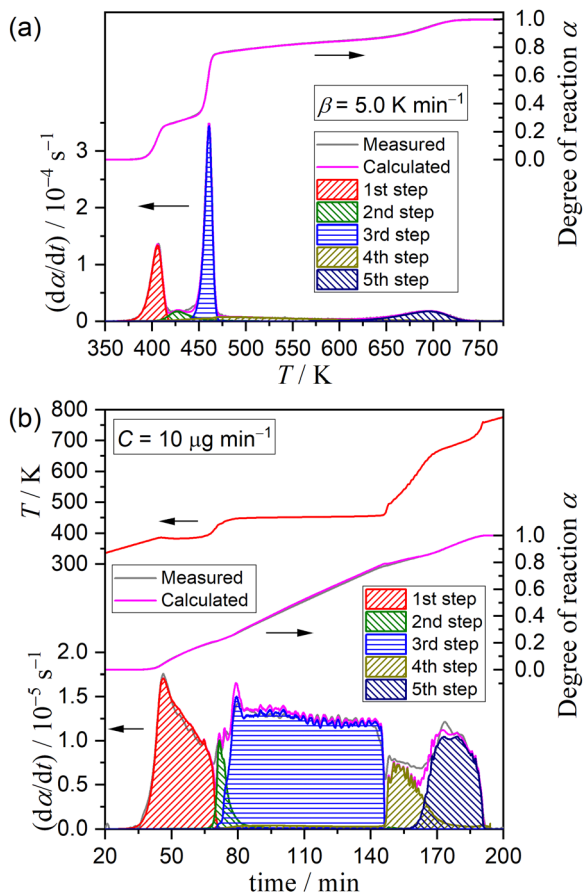 (a)
1.0
0.8
0.6
0.4
0.2
0.0
Degree of reaction α
β = 5.0 K min⁻¹
Measured
Calculated
1st step
2nd step
3rd step
4th step
5th step
3
2
1
0
(dα/dt) / 10⁻⁴ s⁻¹
350 400 450 500 550 600 650 700 750
T / K
(b)
800
750
700
650
600
450
400
350
300
T / K
C = 10 μg min⁻¹
1.0
0.8
0.6
0.4
0.2
0.0
Degree of reaction α
Measured
Calculated
1st step
2nd step
3rd step
4th step
5th step
2.0
1.5
1.0
0.5
0.0
(dα/dt) / 10⁻⁵ s⁻¹
20 50 80 110 140 170 200
time / min